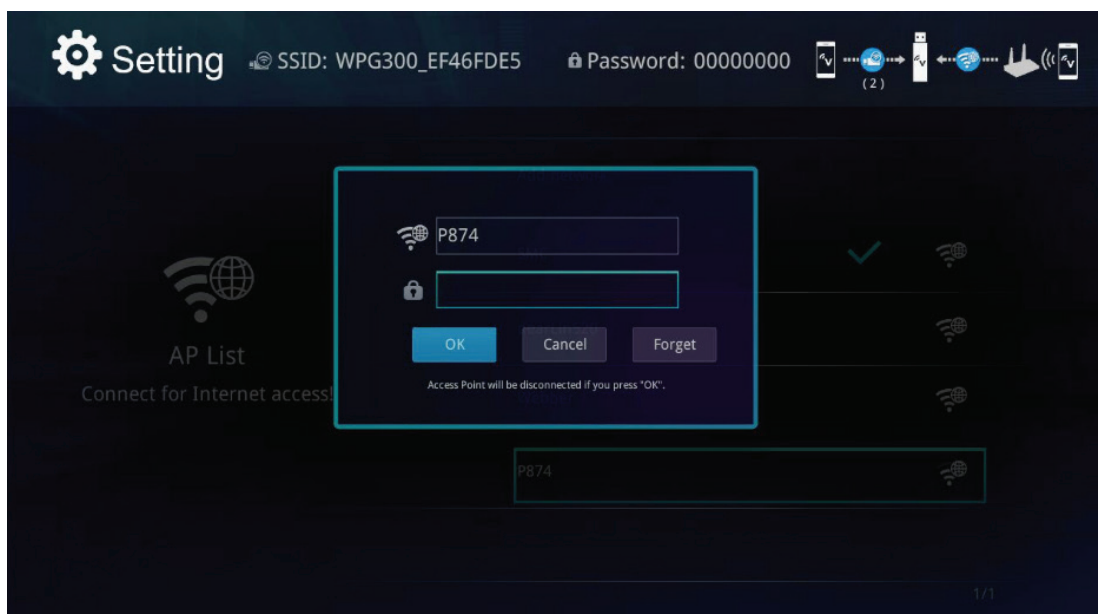 Setting SSID: WPG300_EF46FDE5 Password: 00000000
(2)
P874
OK Cancel Forget
Access Point will be disconnected if you press "OK".
AP List
Connect for Internet access!
P874
1/1